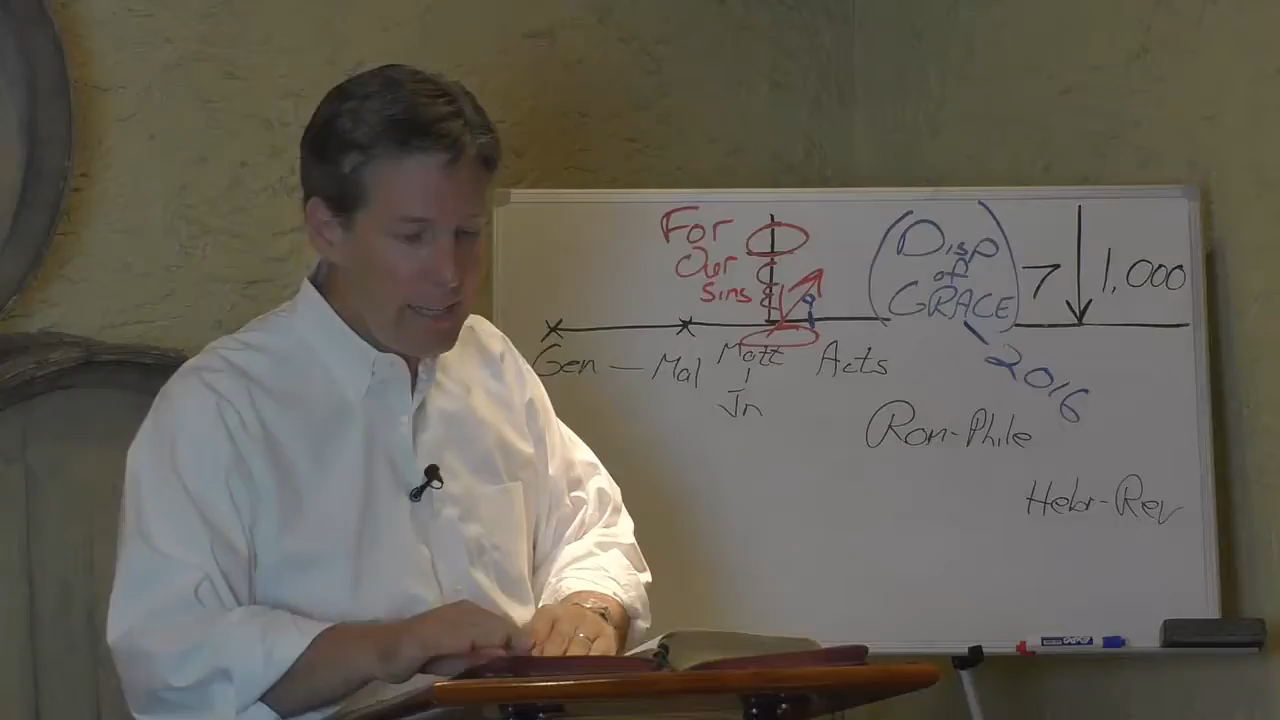 For
Our
Sins
Disp
of
GRACE
7
1,000
Gen - Mal
Matt
Jn
Acts
2016
Rom-Phile
Hebr-Rev
EXPO